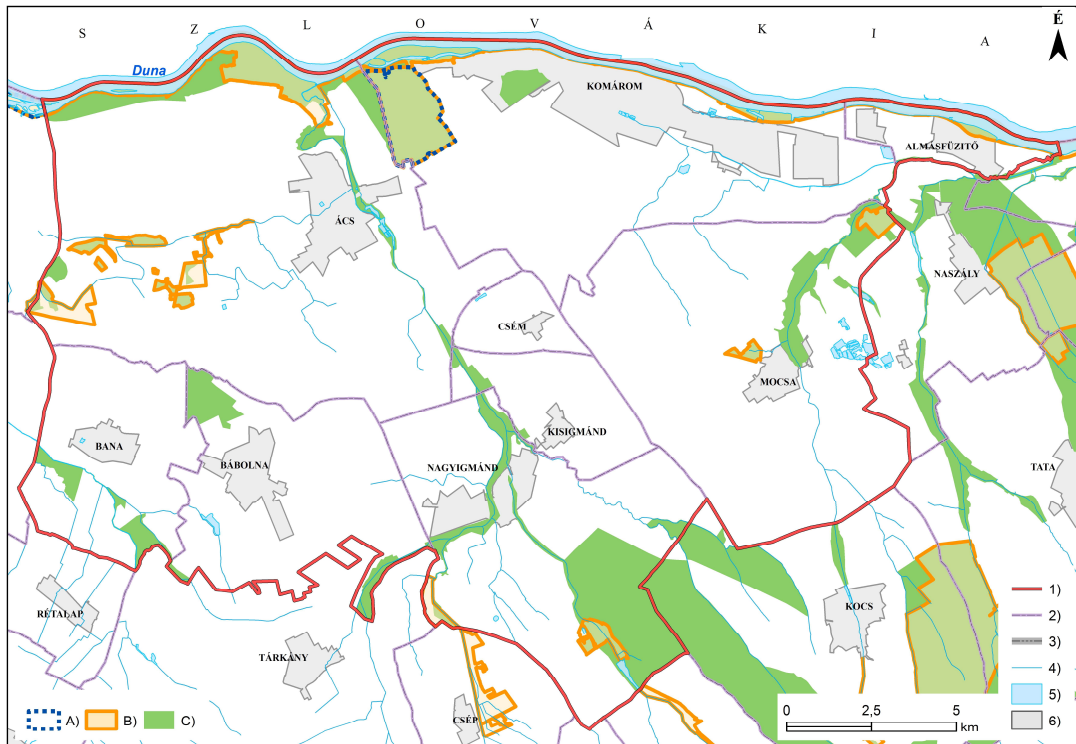 S Z L O V Á K I A
É
Duna
KOMÁROM
ALMÁSFÜZITŐ
ÁCS
NASZÁLY
CSÉM
MOCSA
KISIGMÁND
BANA
BÁBOLNA
NAGYIGMÁND
TATA
RÉTALAP
KOCS
TÁRKÁNY
CSÉP
1)
2)
3)
4)
5)
6)
A) B) C)
0 2,5 5
km